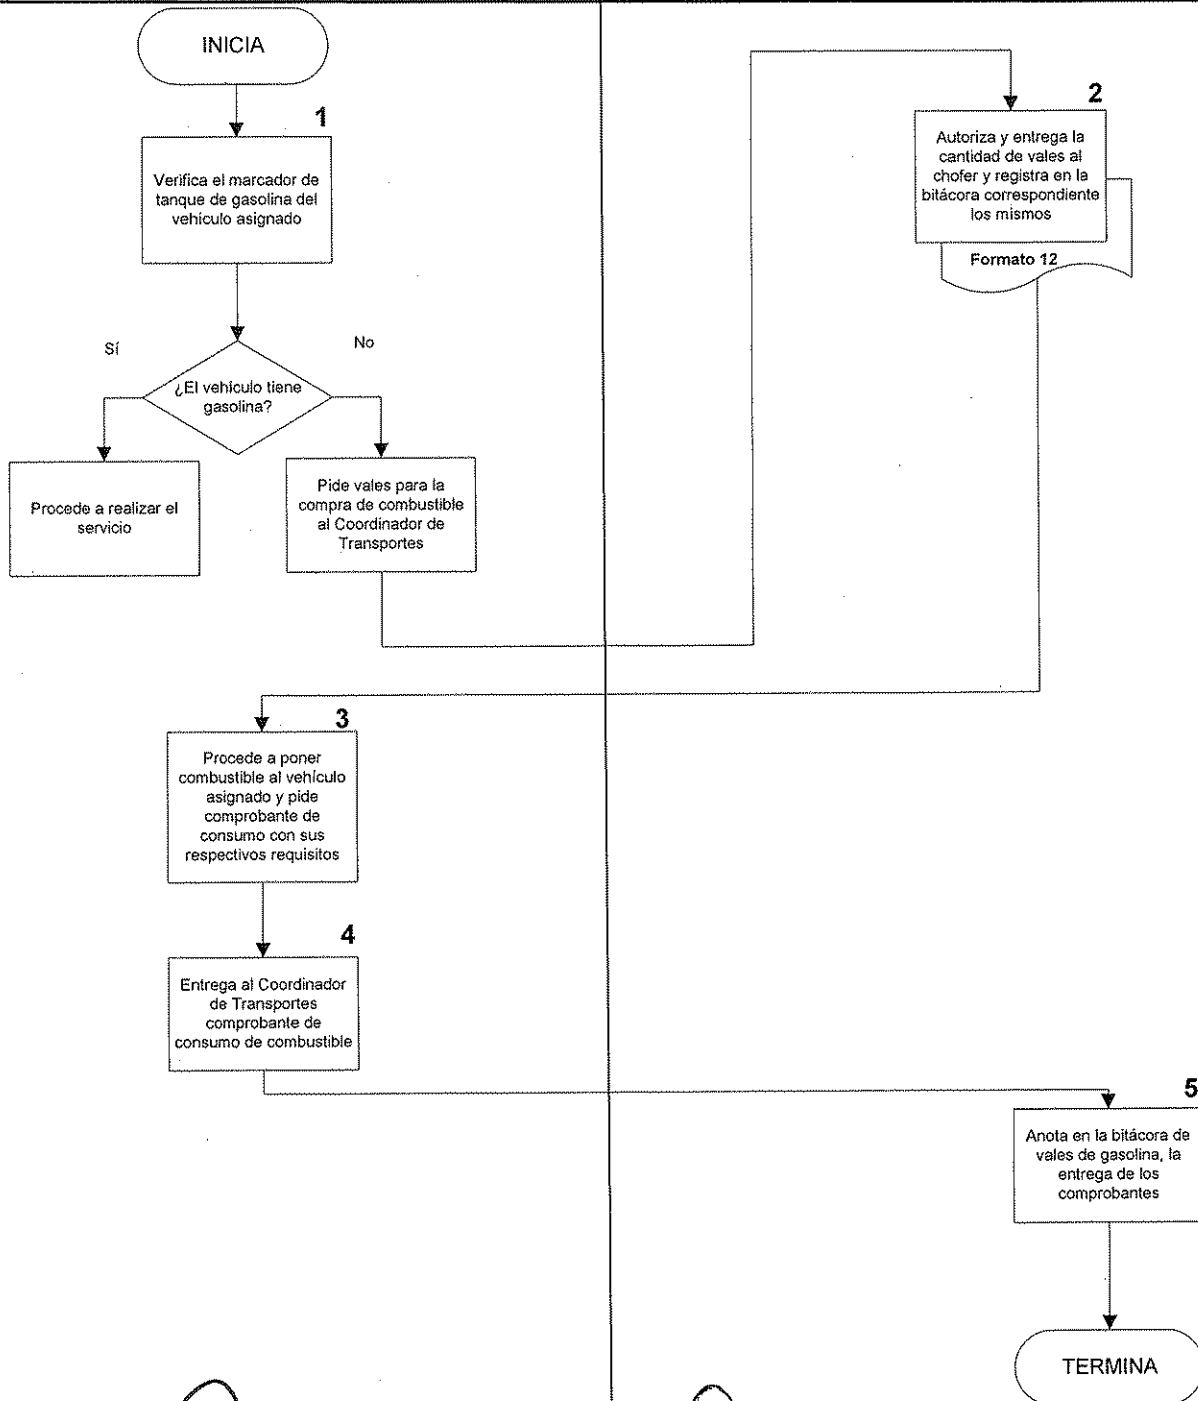 INICIA
1
Verifica el marcador de
tanque de gasolina del
vehículo asignado
Sí
No
¿El vehículo tiene
gasolina?
Procede a realizar el
servicio
Pide vales para la
compra de combustible
al Coordinador de
Transportes
2
Autoriza y entrega la
cantidad de vales al
chofer y registra en la
bitácora correspondiente
los mismos
Formato 12
3
Procede a poner
combustible al vehículo
asignado y pide
comprobante de
consumo con sus
respectivos requisitos
4
Entrega al Coordinador
de Transportes
comprobante de
consumo de combustible
5
Anota en la bitácora de
vales de gasolina, la
entrega de los
comprobantes
TERMINA